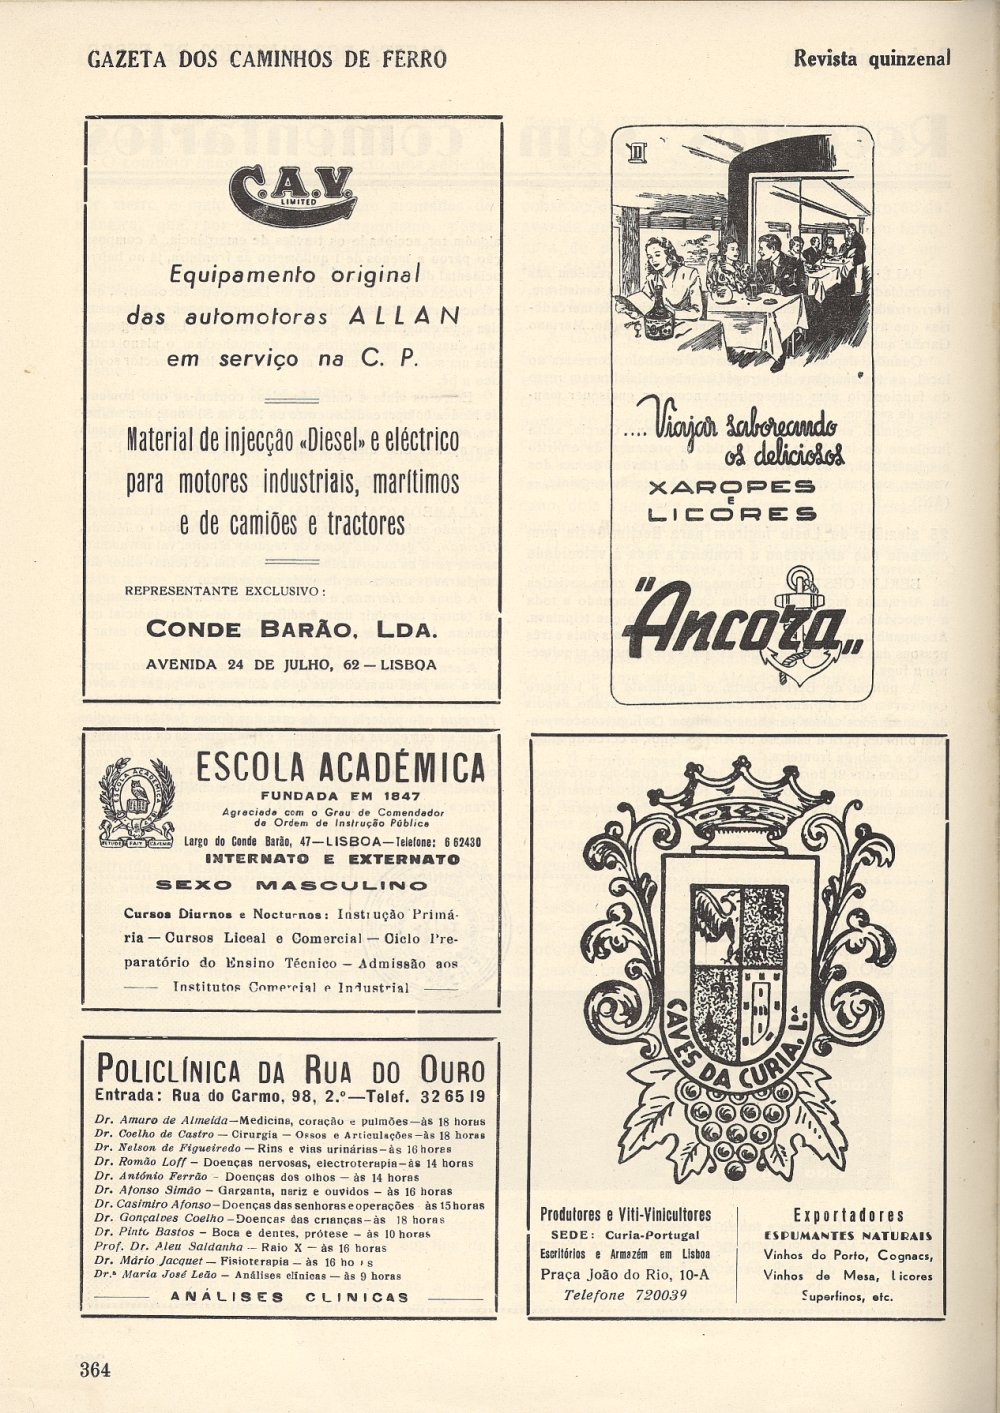 GAZETA DOS CAMINHOS DE FERRO
Revista quinzenal
C.A.V.
LIMITED
Equipamento original
das automotoras ALLAN
em serviço na C. P.
Material de injecção «Diesel» e eléctrico
para motores industriais, marítimos
e de camiões e tractores
REPRESENTANTE EXCLUSIVO:
CONDE BARÃO, LDA.
AVENIDA 24 DE JULHO, 62 — LISBOA
.... Viajar saboreando
os deliciosos
XAROPES
E
LICORES
"Ancora„
ESCOLA ACADÉMICA
FUNDADA EM 1847
Agraciada com o Grau de Comendador
da Ordem de Instrução Pública
Largo do Conde Barão, 47—LISBOA—Telefone: 6 62430
INTERNATO E EXTERNATO
SEXO MASCULINO
Cursos Diurnos e Nocturnos: Instrução Primá-
ria — Cursos Liceal e Comercial — Ciclo Pre-
paratório do Ensino Técnico — Admissão aos
Institutos Comercial e Industrial
ESCOLA ACADÉMICA
POLICLÍNICA DA RUA DO OURO
Entrada: Rua do Carmo, 98, 2.º—Telef. 32 65 19
Dr. Amaro de Almeida—Medicina, coração e pulmões—às 18 horas
Dr. Coelho de Castro — Cirurgia — Ossos e Articulações—às 18 horas
Dr. Nelson de Figueiredo — Rins e vias urinárias—às 16 horas
Dr. Romão Loff — Doenças nervosas, electroterapia—às 14 horas
Dr. António Ferrão - Doenças dos olhos — às 14 horas
Dr. Afonso Simão — Garganta, nariz e ouvidos — às 16 horas
Dr. Casimiro Afonso—Doenças das senhoras e operações às 15 horas
Dr. Gonçalves Coelho —Doenças das crianças—às 18 horas
Dr. Pinto Bastos — Boca e dentes, prótese — às 10 horas
Prof. Dr. Aleu Saldanha — Raio X — às 16 horas
Dr. Mário Jacquet — Fisioterapia — às 16 horas
Dr.ª Maria José Leão — Análises clínicas — às 9 horas
ANÁLISES CLINICAS
CAVES DA CURIA, L.DA
Produtores e Viti-Vinicultores
SEDE: Curia-Portugal
Escritórios e Armazém em Lisboa
Praça João do Rio, 10-A
Telefone 720039
Exportadores
ESPUMANTES NATURAIS
Vinhos do Porto, Cognacs,
Vinhos de Mesa, Licores
Superfinos, etc.
364